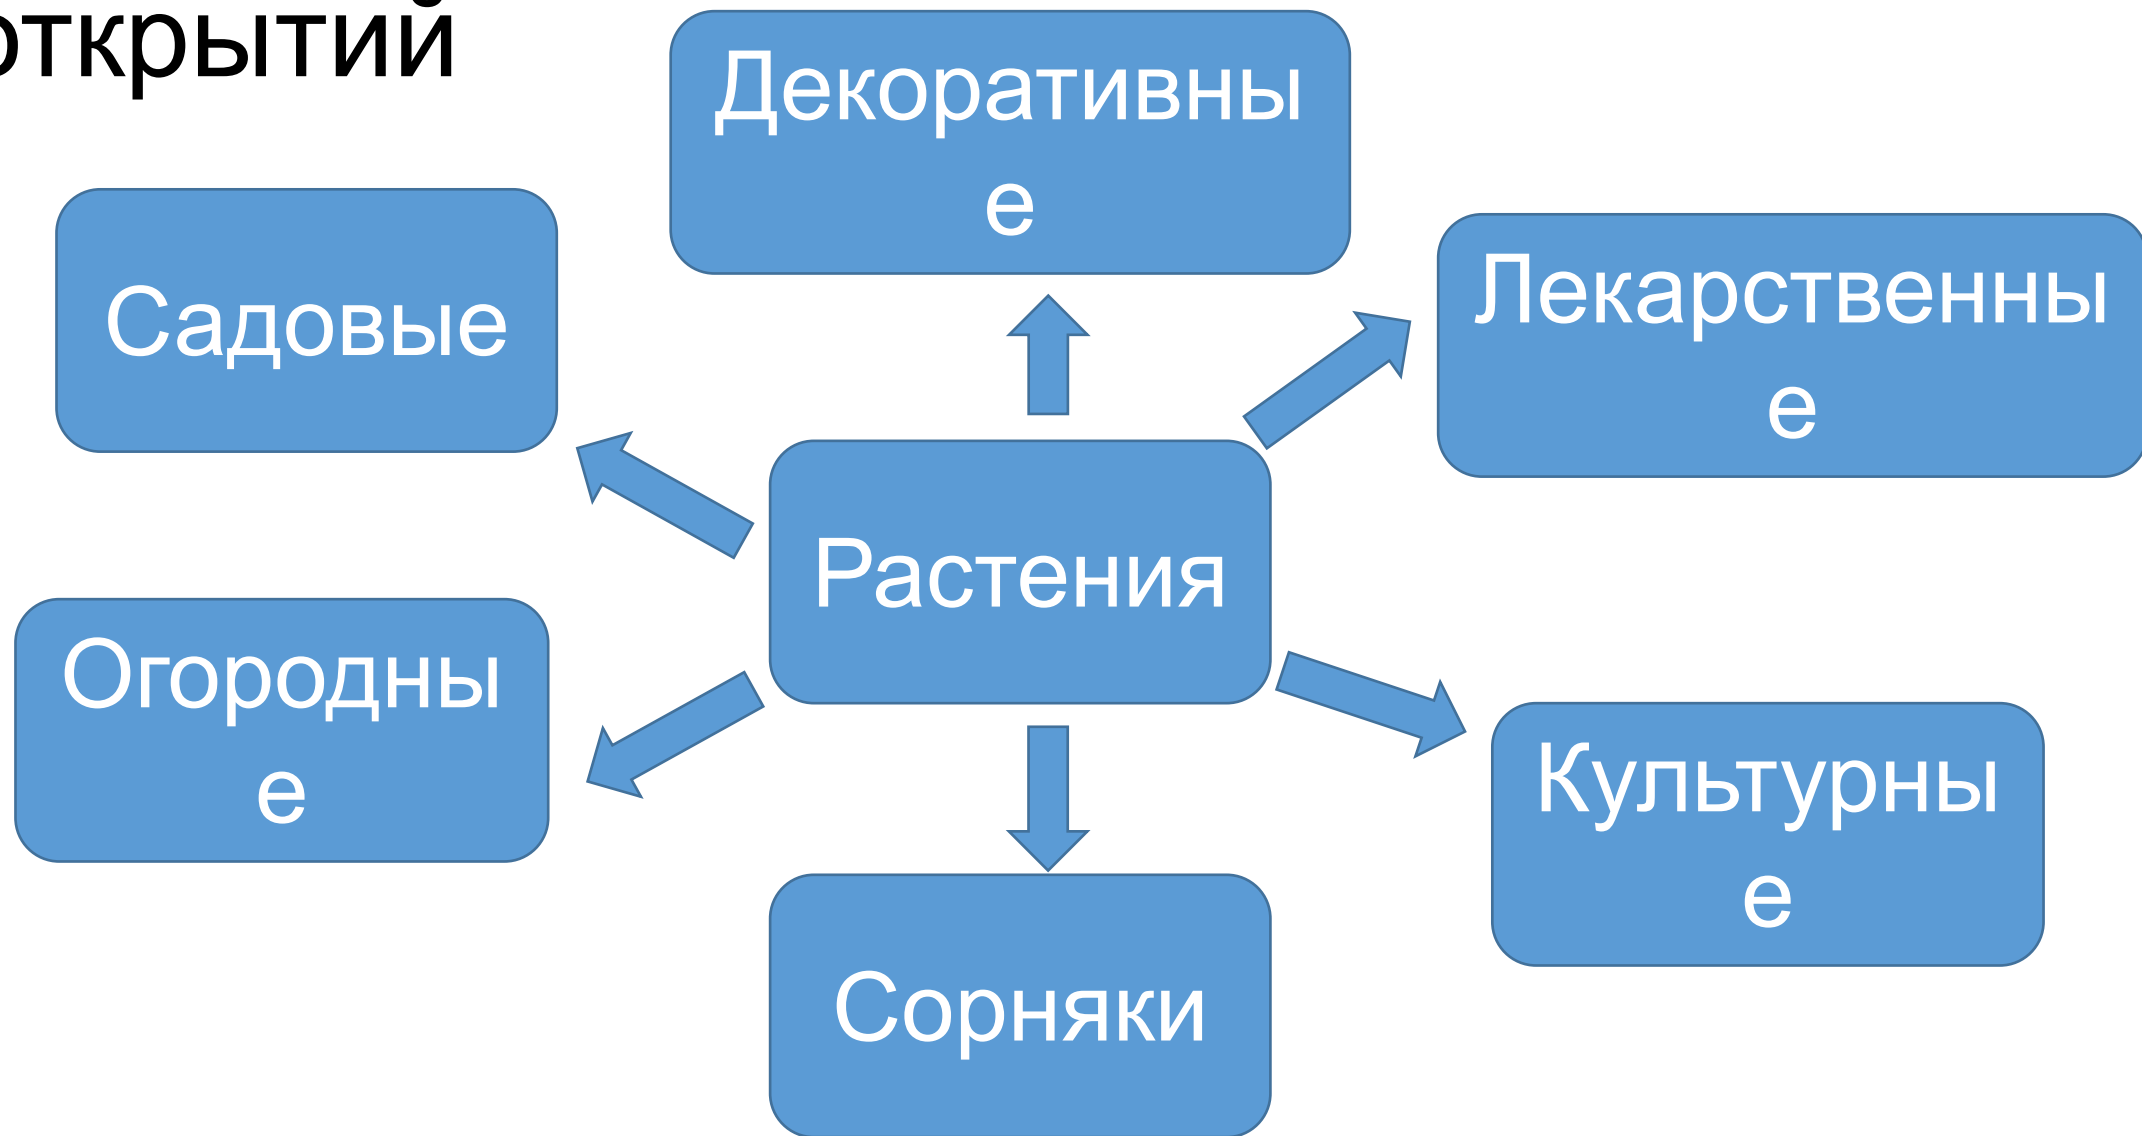 открытий
Декоративны
е
Садовые
Лекарственны
е
Растения
Огородны
е
Культурны
е
Сорняки